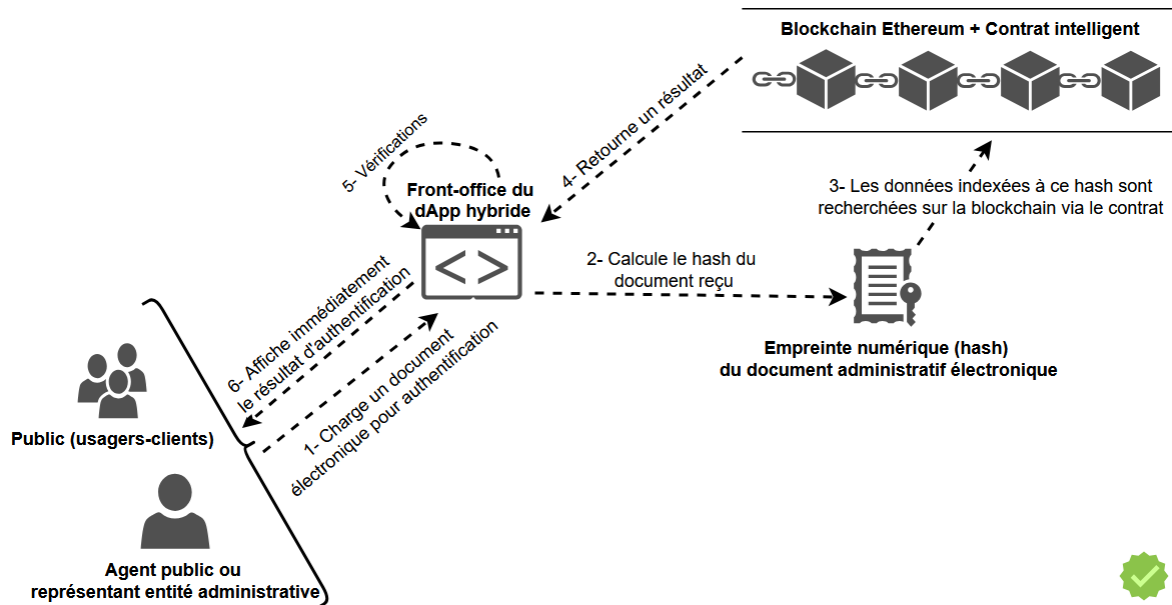 Blockchain Ethereum + Contrat intelligent
4- Retourne un résultat
5- Vérifications
Front-office du
dApp hybride
3- Les données indexées à ce hash sont
recherchées sur la blockchain via le contrat
2- Calcule le hash du
document reçu
6- Affiche immédiatement
le résultat d'authentification
1- Charge un document
électronique pour authentification
Empreinte numérique (hash)
du document administratif électronique
Public (usagers-clients)
Agent public ou
représentant entité administrative